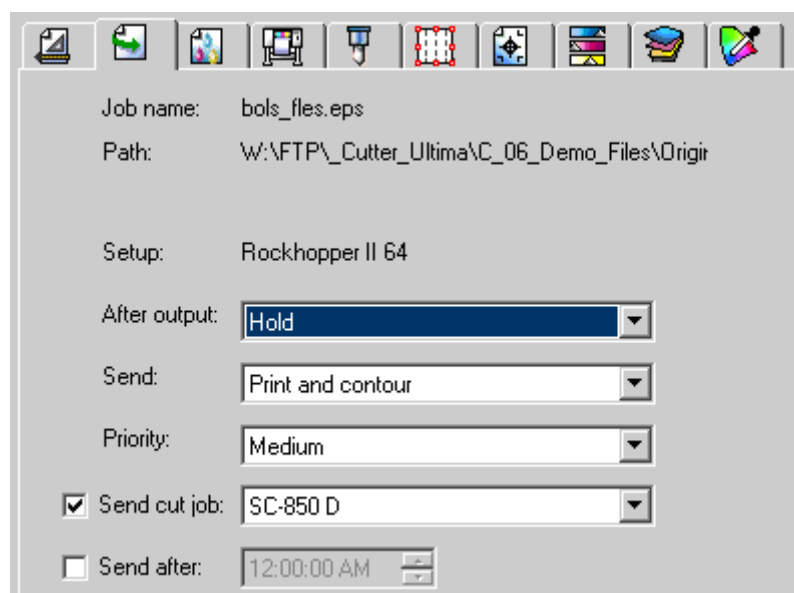 Job name: bols_fles.eps
Path: W:\FTP\_Cutter_Ultima\C_06_Demo_Files\Origir
Setup: Rockhopper II 64
After output: Hold
Send: Print and contour
Priority: Medium
Send cut job: SC-850 D
Send after: 12:00:00 AM